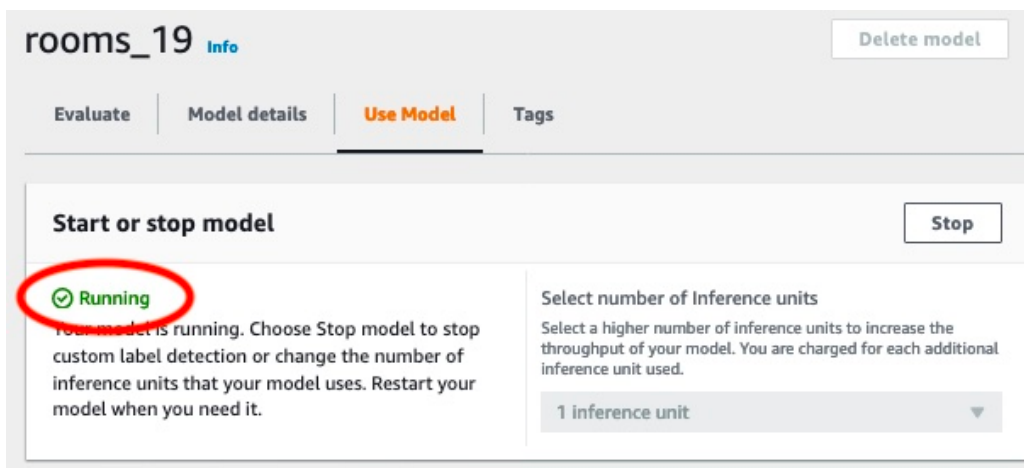 rooms_19 Info
Delete model
Evaluate
Model details
Use Model
Tags
Start or stop model
Stop
Running
Your model is running. Choose Stop model to stop
custom label detection or change the number of
inference units that your model uses. Restart your
model when you need it.
Select number of Inference units
Select a higher number of inference units to increase the
throughput of your model. You are charged for each additional
inference unit used.
1 inference unit